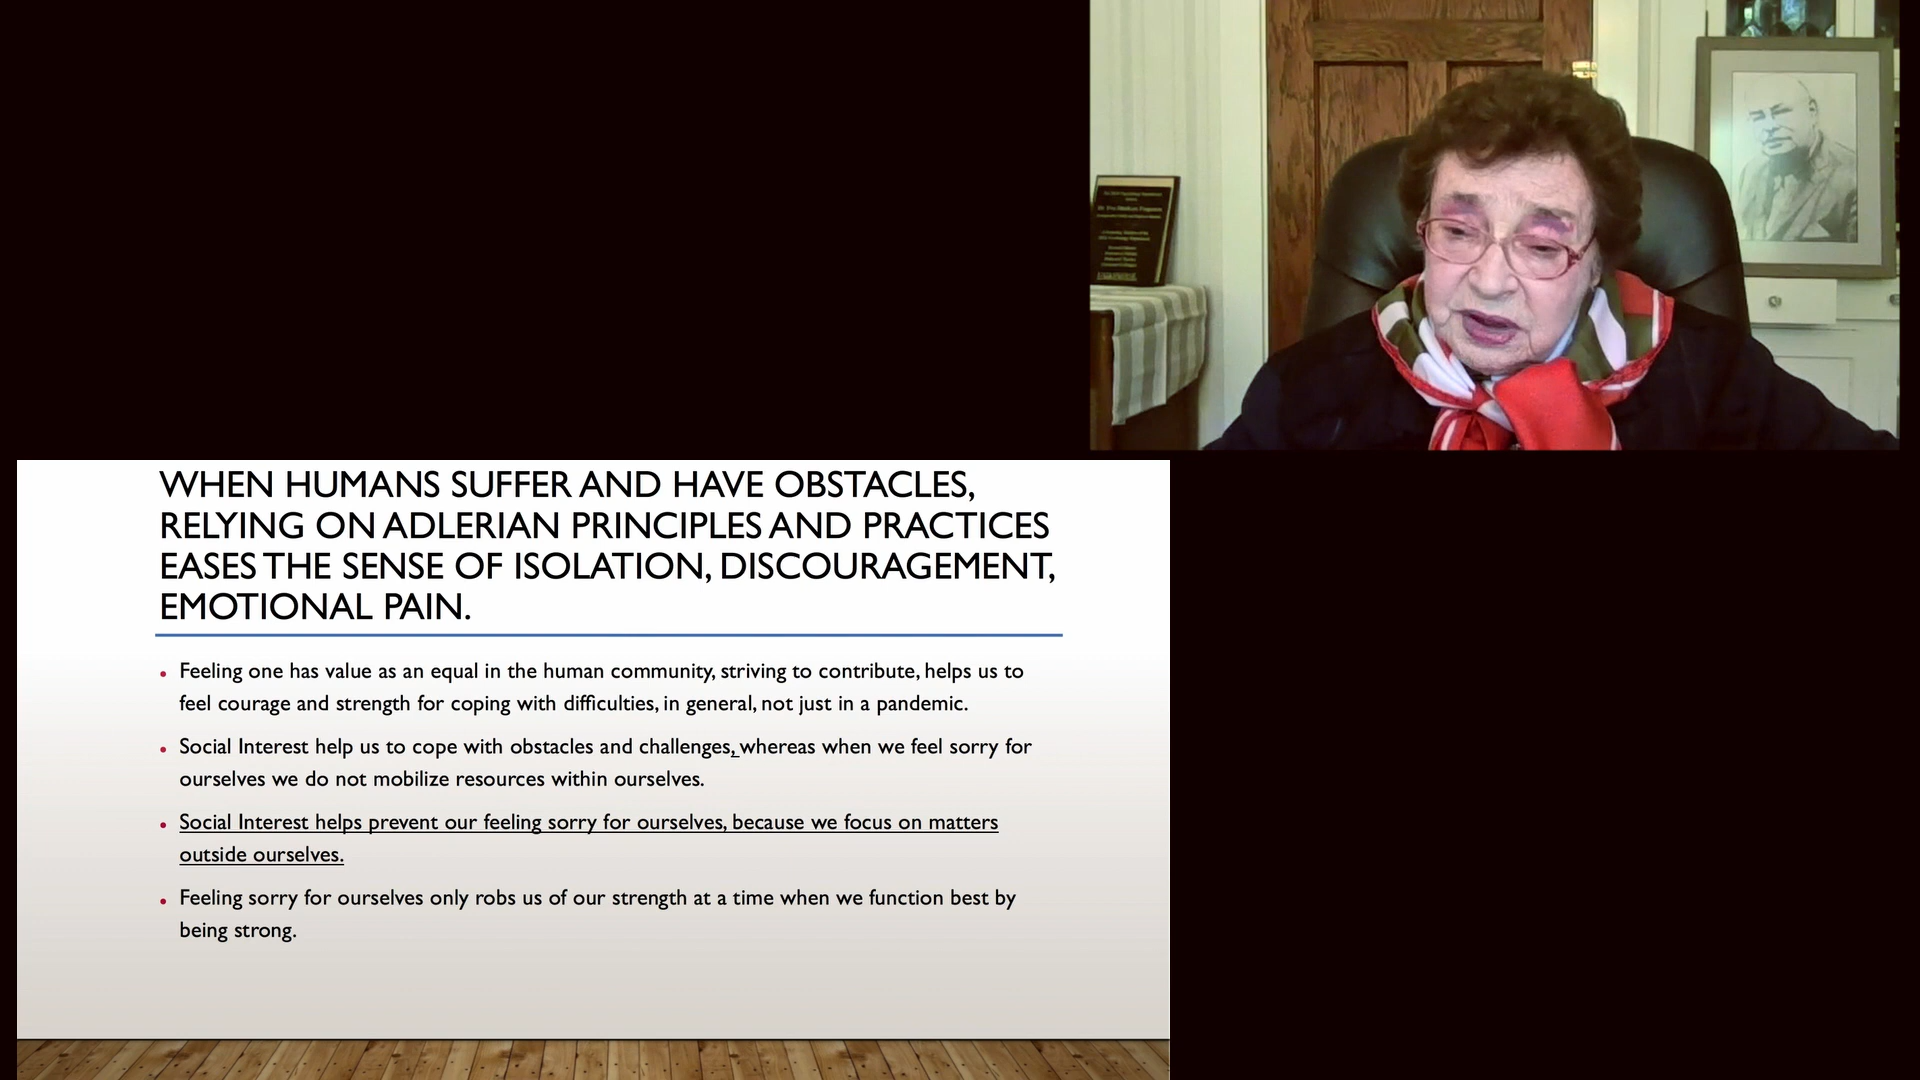 WHEN HUMANS SUFFER AND HAVE OBSTACLES,
RELYING ON ADLERIAN PRINCIPLES AND PRACTICES
EASES THE SENSE OF ISOLATION, DISCOURAGEMENT,
EMOTIONAL PAIN.
• Feeling one has value as an equal in the human community, striving to contribute, helps us to
feel courage and strength for coping with difficulties, in general, not just in a pandemic.
• Social Interest help us to cope with obstacles and challenges, whereas when we feel sorry for
ourselves we do not mobilize resources within ourselves.
• Social Interest helps prevent our feeling sorry for ourselves, because we focus on matters
outside ourselves.
• Feeling sorry for ourselves only robs us of our strength at a time when we function best by
being strong.